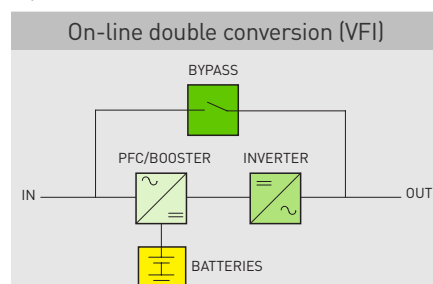 On-line double conversion (VFI)
BYPASS
PFC/BOOSTER INVERTER
IN
OUT
BATTERIES